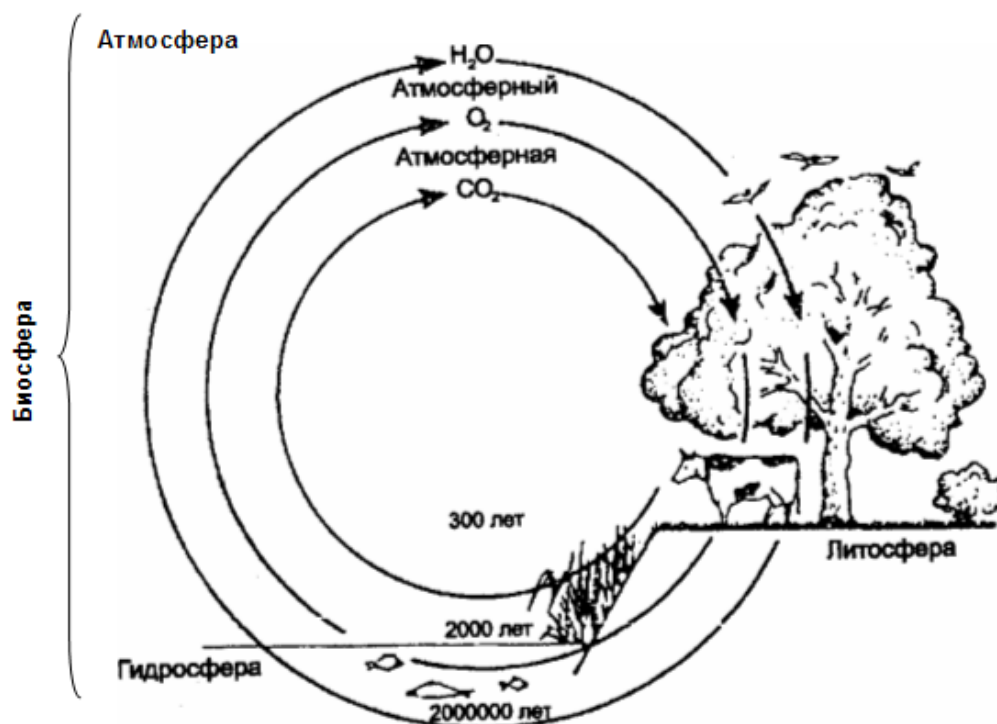 Атмосфера
H₂O
Атмосферный
O₂
Атмосферная
CO₂
Биосфера
300 лет
Литосфера
2000 лет
Гидросфера
2000000 лет